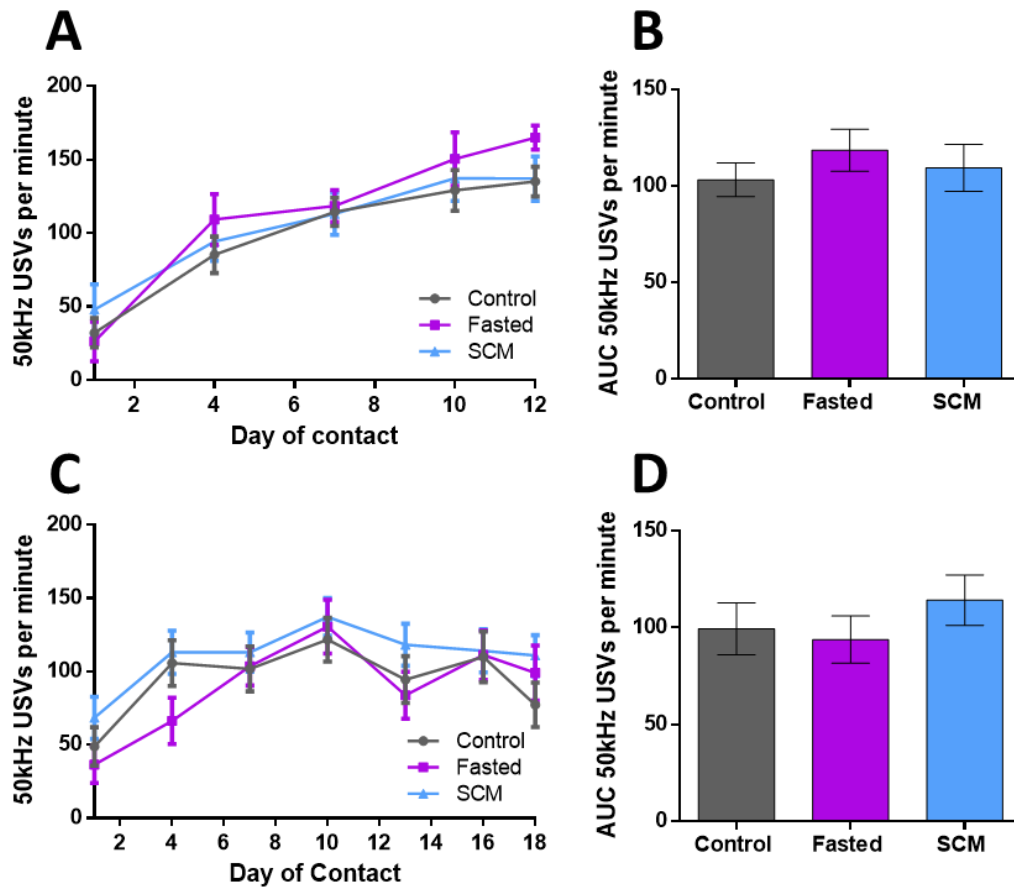 A
50kHz USVs per minute
200
150
100
50
0
Control
Fasted
SCM
2 4 6 8 10 12
Day of contact
B
AUC 50kHz USVs per minute
150
100
50
0
Control Fasted SCM
C
50kHz USVs per minute
200
150
100
50
0
Control
Fasted
SCM
2 4 6 8 10 12 14 16 18
Day of Contact
D
AUC 50kHz USVs per minute
150
100
50
0
Control Fasted SCM